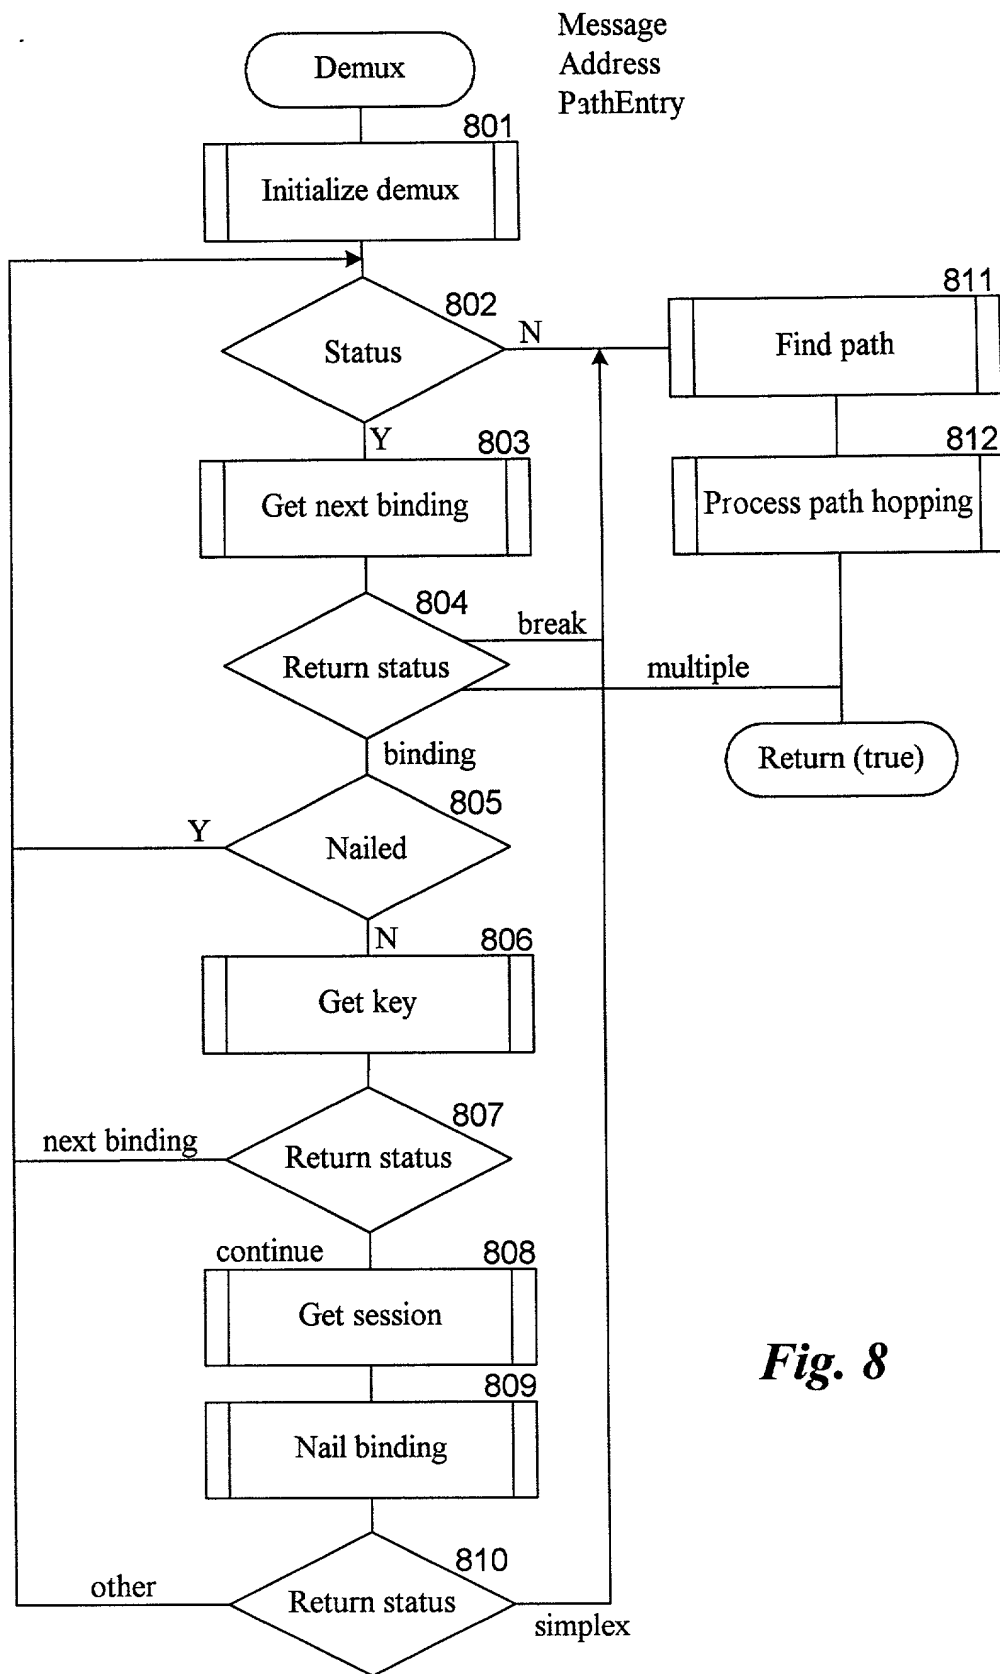 Message
Address
PathEntry
Demux
801
Initialize demux
802
Status
N
Y
811
Find path
803
Get next binding
812
Process path hopping
804
Return status
break
multiple
binding
Return (true)
805
Nailed
Y
N
806
Get key
807
Return status
next binding
continue
808
Get session
809
Nail binding
810
Return status
other
simplex
Fig. 8